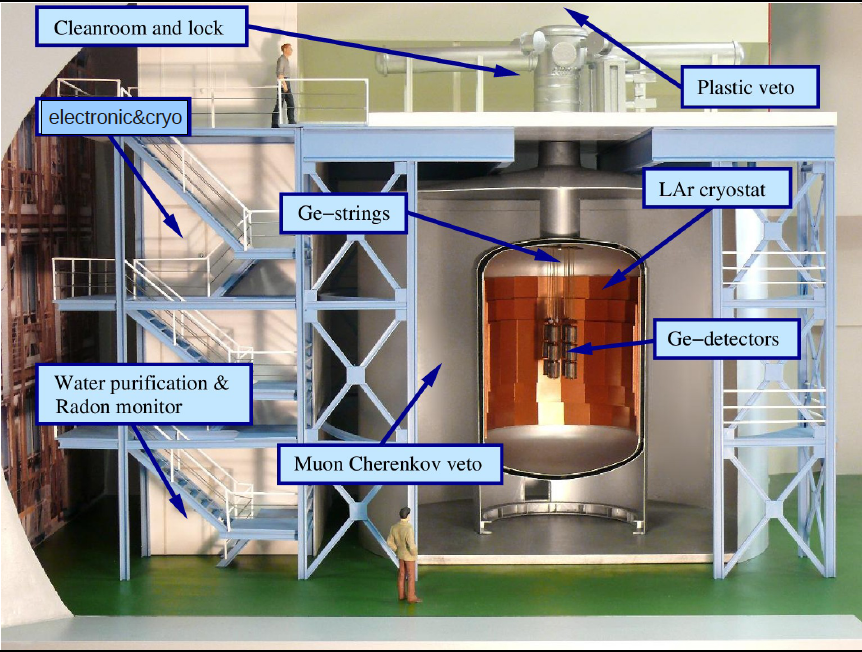 Cleanroom and lock
Plastic veto
electronic&cryo
LAr cryostat
Ge−strings
Ge−detectors
Water purification &
Radon monitor
Muon Cherenkov veto